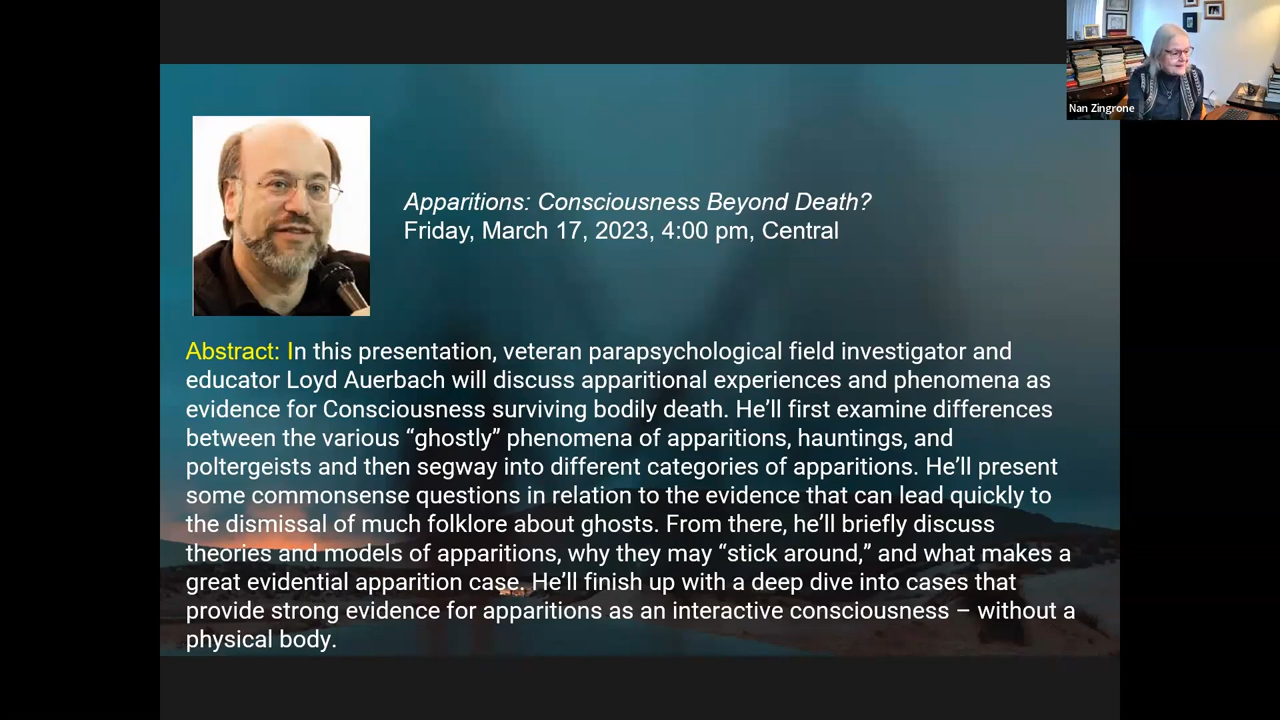 Nan Zingrone
Apparitions: Consciousness Beyond Death?
Friday, March 17, 2023, 4:00 pm, Central
Abstract: In this presentation, veteran parapsychological field investigator and
educator Loyd Auerbach will discuss apparitional experiences and phenomena as
evidence for Consciousness surviving bodily death. He’ll first examine differences
between the various “ghostly” phenomena of apparitions, hauntings, and
poltergeists and then segway into different categories of apparitions. He’ll present
some commonsense questions in relation to the evidence that can lead quickly to
the dismissal of much folklore about ghosts. From there, he’ll briefly discuss
theories and models of apparitions, why they may “stick around,” and what makes a
great evidential apparition case. He’ll finish up with a deep dive into cases that
provide strong evidence for apparitions as an interactive consciousness – without a
physical body.